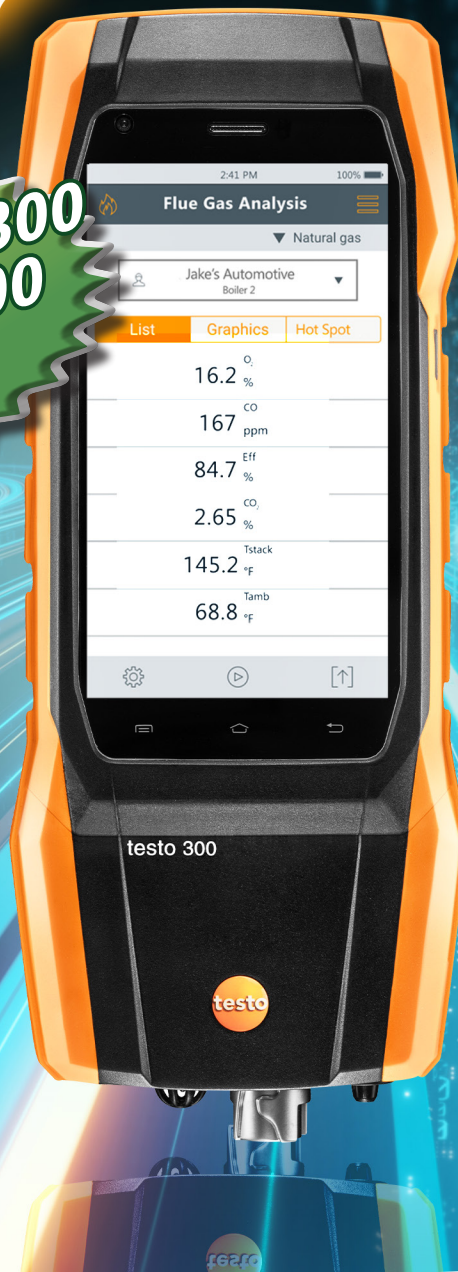 300
00
2:41 PM 100%
Flue Gas Analysis
▼ Natural gas
Jake's Automotive ▼
Boiler 2
List Graphics Hot Spot
16.2 O₂ %
167 CO ppm
84.7 Eff %
2.65 CO₂ %
145.2 Tstack °F
68.8 Tamb °F
testo 300
testo
testo